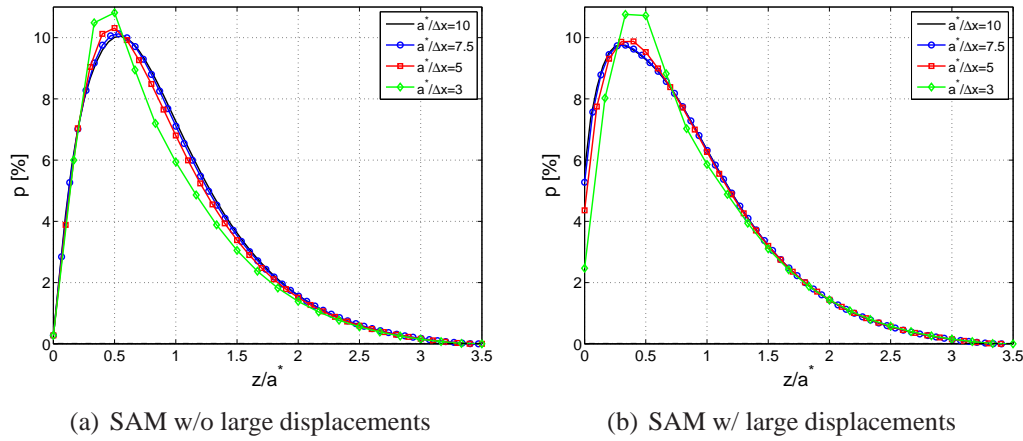 p [%]
10
8
6
4
2
0
0 0.5 1 1.5 2 2.5 3 3.5
z/a*
a*/Δx=10
a*/Δx=7.5
a*/Δx=5
a*/Δx=3
(a) SAM w/o large displacements
p [%]
10
8
6
4
2
0
0 0.5 1 1.5 2 2.5 3 3.5
z/a*
a*/Δx=10
a*/Δx=7.5
a*/Δx=5
a*/Δx=3
(b) SAM w/ large displacements